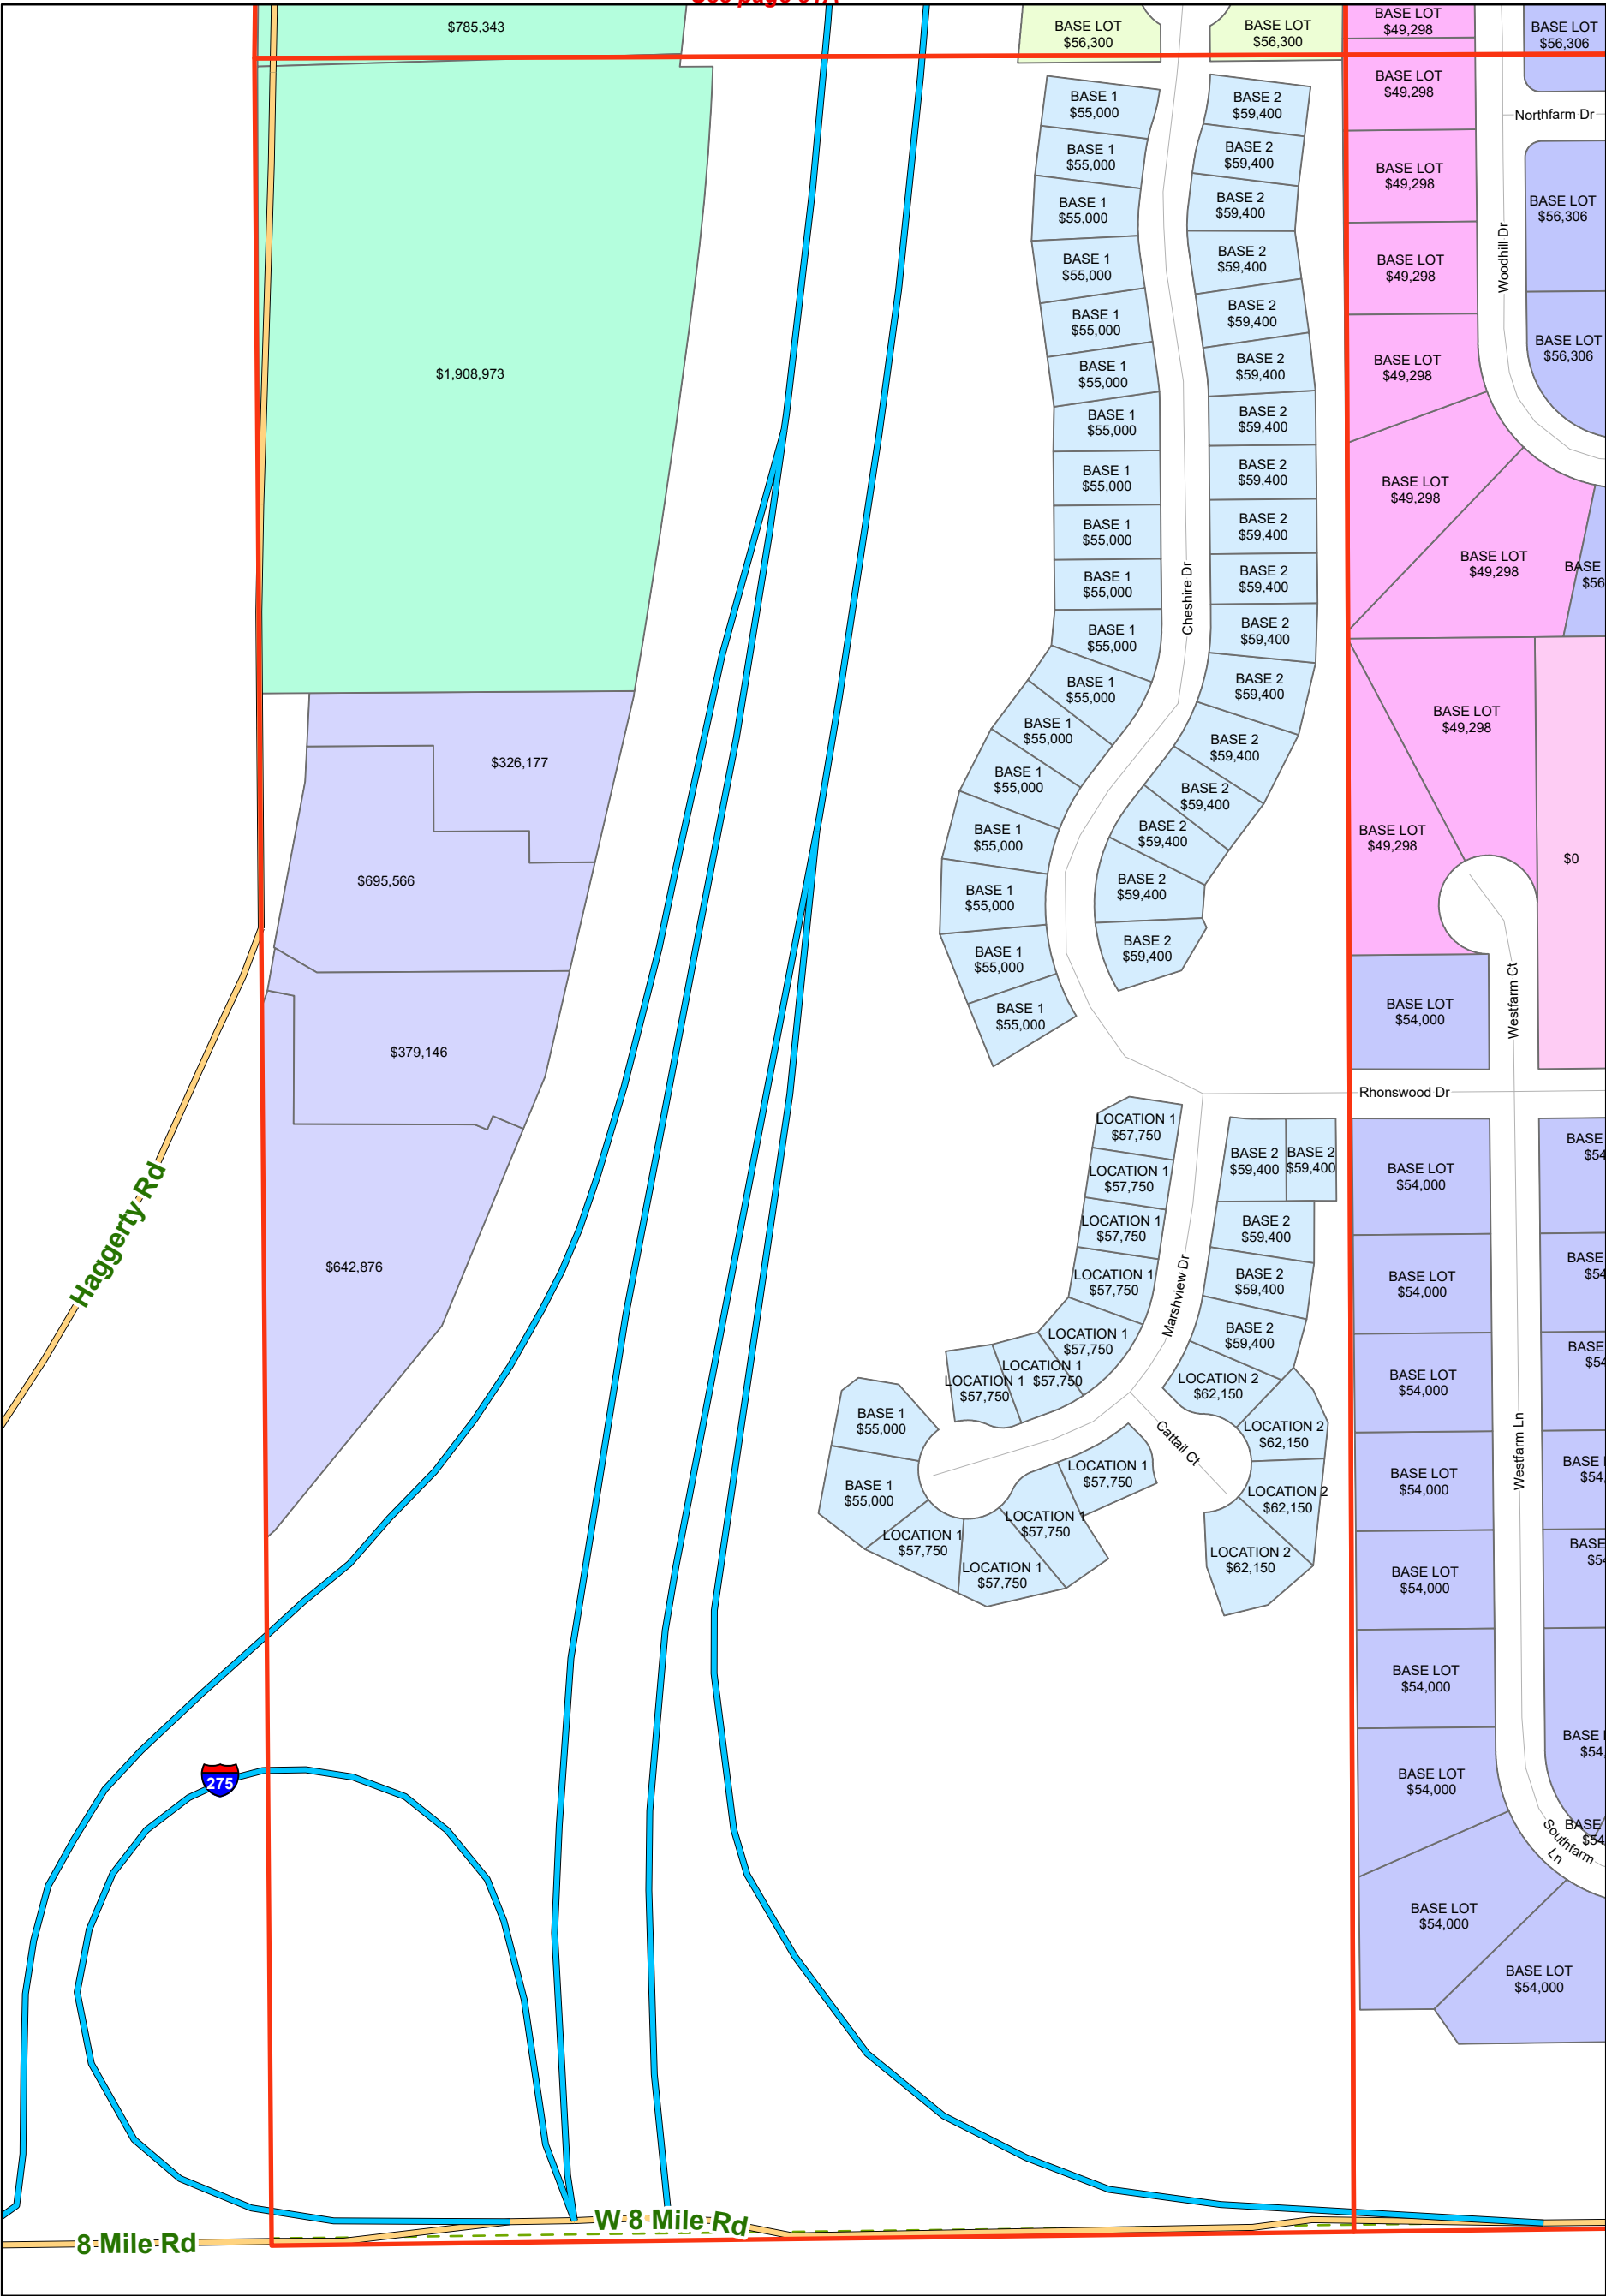 $785,343
BASE LOT
$56,300
BASE LOT
$56,300
BASE LOT
$49,298
BASE LOT
$56,306
$1,908,973
$326,177
$695,566
$379,146
$642,876
Haggerty Rd
275
8 Mile Rd
W 8 Mile Rd
BASE 1
$55,000
BASE 1
$55,000
BASE 1
$55,000
BASE 1
$55,000
BASE 1
$55,000
BASE 1
$55,000
BASE 1
$55,000
BASE 1
$55,000
BASE 1
$55,000
BASE 1
$55,000
BASE 1
$55,000
BASE 1
$55,000
BASE 1
$55,000
BASE 1
$55,000
BASE 1
$55,000
BASE 1
$55,000
BASE 1
$55,000
BASE 1
$55,000
Cheshire Dr
BASE 2
$59,400
BASE 2
$59,400
BASE 2
$59,400
BASE 2
$59,400
BASE 2
$59,400
BASE 2
$59,400
BASE 2
$59,400
BASE 2
$59,400
BASE 2
$59,400
BASE 2
$59,400
BASE 2
$59,400
BASE 2
$59,400
BASE 2
$59,400
BASE 2
$59,400
BASE 2
$59,400
BASE 2
$59,400
BASE 2
$59,400
LOCATION 1
$57,750
LOCATION 1
$57,750
LOCATION 1
$57,750
LOCATION 1
$57,750
LOCATION 1
$57,750
LOCATION 1
$57,750
LOCATION 1
$57,750
Marshview Dr
BASE 2
$59,400
BASE 2
$59,400
BASE 2
$59,400
BASE 2
$59,400
BASE 2
$59,400
LOCATION 2
$62,150
LOCATION 2
$62,150
LOCATION 2
$62,150
LOCATION 2
$62,150
Cattail Ct
BASE 1
$55,000
BASE 1
$55,000
LOCATION 1
$57,750
LOCATION 1
$57,750
LOCATION 1
$57,750
LOCATION 1
$57,750
BASE LOT
$49,298
BASE LOT
$49,298
BASE LOT
$49,298
BASE LOT
$49,298
BASE LOT
$49,298
BASE LOT
$49,298
BASE LOT
$49,298
BASE LOT
$49,298
Northfarm Dr
Woodhill Dr
BASE LOT
$56,306
BASE LOT
$56,306
BASE
$56
$0
BASE LOT
$54,000
Westfarm Ct
Rhonswood Dr
BASE LOT
$54,000
BASE LOT
$54,000
BASE LOT
$54,000
BASE LOT
$54,000
BASE LOT
$54,000
BASE LOT
$54,000
BASE LOT
$54,000
BASE LOT
$54,000
BASE LOT
$54,000
Westfarm Ln
Southfarm
Ln
BASE
$54
BASE
$54
BASE
$54
BASE
$54,
BASE
$54
BASE
$54,
BASE
$54